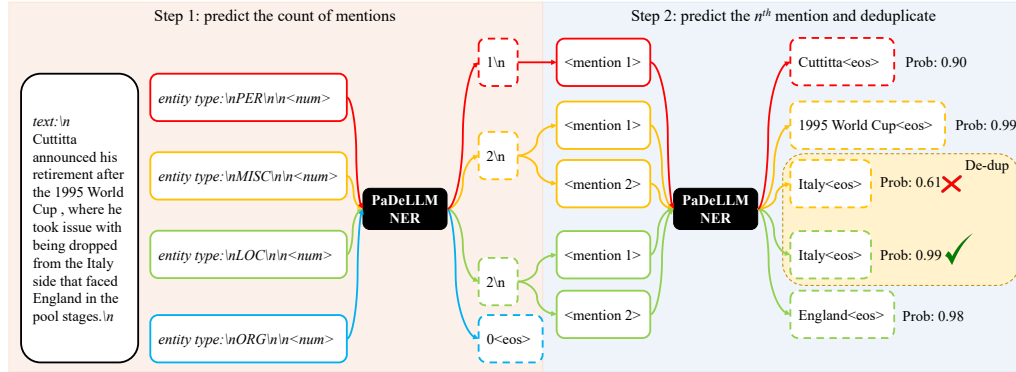 Step 1: predict the count of mentions
Step 2: predict the nth mention and deduplicate
text:\n
Cuttitta
announced his
retirement after
the 1995 World
Cup , where he
took issue with
being dropped
from the Italy
side that faced
England in the
pool stages.\n
entity type:\nPER\n\n<num>
entity type:\nMISC\n\n<num>
entity type:\nLOC\n\n<num>
entity type:\nORG\n\n<num>
PaDeLLM
NER
1\n
2\n
2\n
0<eos>
<mention 1>
<mention 1>
<mention 2>
<mention 1>
<mention 2>
PaDeLLM
NER
Cuttitta<eos>
Prob: 0.90
1995 World Cup<eos>
Prob: 0.99
De-dup
Italy<eos>
Prob: 0.61
Italy<eos>
Prob: 0.99
England<eos>
Prob: 0.98